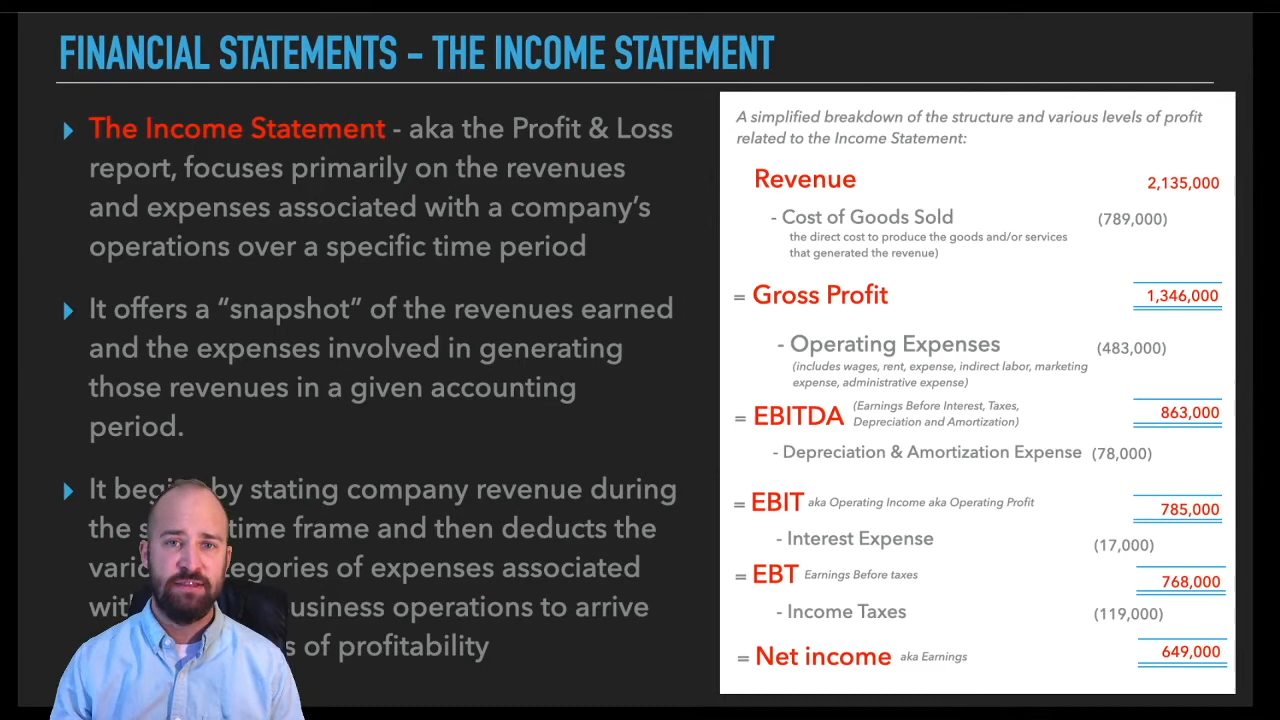 FINANCIAL STATEMENTS – THE INCOME STATEMENT
The Income Statement - aka the Profit & Loss
report, focuses primarily on the revenues
and expenses associated with a company’s
operations over a specific time period
It offers a “snapshot” of the revenues earned
and the expenses involved in generating
those revenues in a given accounting
period.
It by stating company revenue during
the time frame and then deducts the
of expenses associated
operations to arrive
of profitability
A simplified breakdown of the structure and various levels of profit
related to the Income Statement:
Revenue 2,135,000
- Cost of Goods Sold (789,000)
the direct cost to produce the goods and/or services
that generated the revenue)
= Gross Profit 1,346,000
- Operating Expenses (483,000)
(includes wages, rent, expense, indirect labor, marketing
expense, administrative expense)
= EBITDA (Earnings Before Interest, Taxes,
Depreciation and Amortization) 863,000
- Depreciation & Amortization Expense (78,000)
= EBIT aka Operating Income aka Operating Profit 785,000
- Interest Expense (17,000)
= EBT Earnings Before taxes 768,000
- Income Taxes (119,000)
= Net income aka Earnings 649,000